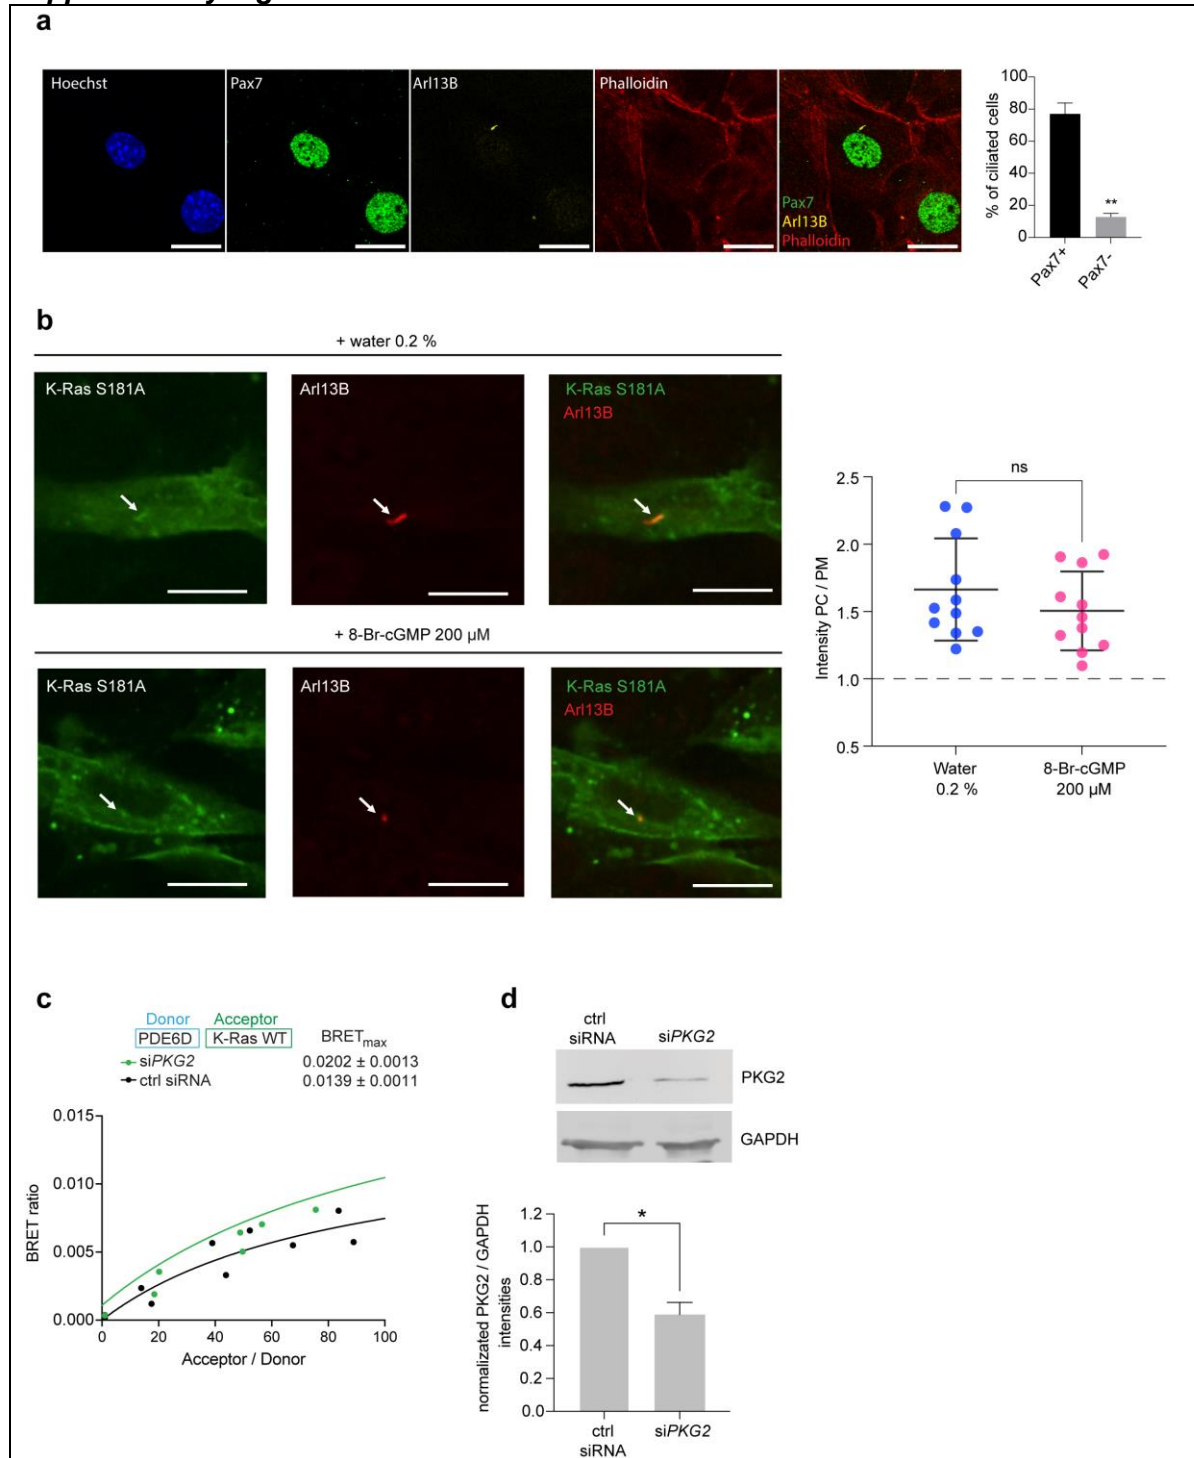 a
Hoechst
Pax7
Arl13B
Phalloidin
Pax7
Arl13B
Phalloidin
% of ciliated cells
100
80
60
40
20
0
**
Pax7+
Pax7-
b
+ water 0.2 %
K-Ras S181A
Arl13B
K-Ras S181A
Arl13B
+ 8-Br-cGMP 200 µM
K-Ras S181A
Arl13B
K-Ras S181A
Arl13B
Intensity PC / PM
2.5
2.0
1.5
1.0
0.5
ns
Water
0.2 %
8-Br-cGMP
200 µM
c
Donor Acceptor
PDE6D K-Ras WT BRETmax
siPKG2 0.0202 ± 0.0013
ctrl siRNA 0.0139 ± 0.0011
BRET ratio
0.015
0.010
0.005
0.000
0 20 40 60 80 100
Acceptor / Donor
d
ctrl
siRNA
siPKG2
PKG2
GAPDH
normalizated PKG2 / GAPDH
intensities
1.2
1.0
0.8
0.6
0.4
0.2
0.0
*
ctrl
siRNA
siPKG2